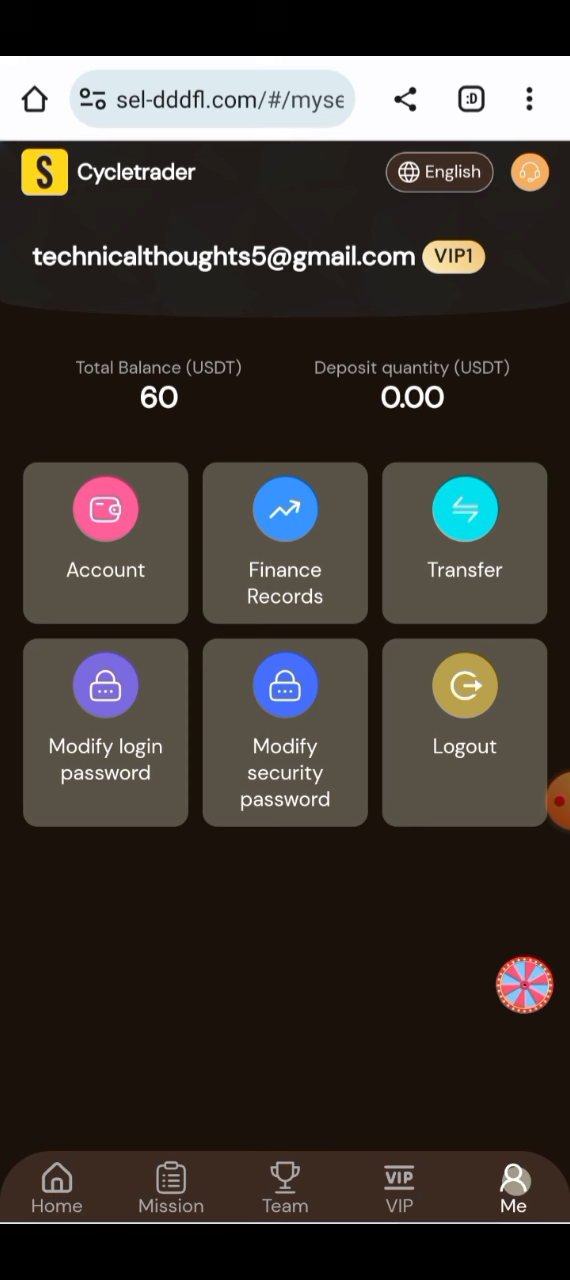 :D
sel-dddfl.com/#/myse
S Cycletrader
English
technicalthoughts5@gmail.com VIP1
Total Balance (USDT)
Deposit quantity (USDT)
60
0.00
Account
Finance
Records
Transfer
Modify login
password
Modify
security
password
Logout
Home
Mission
Team
VIP
VIP
Me